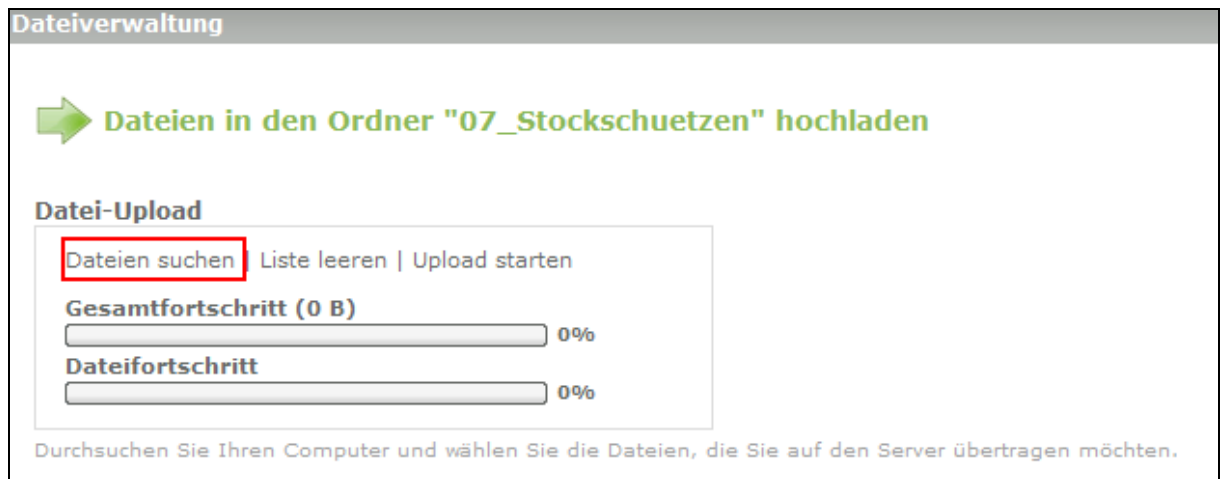 Dateiverwaltung
Dateien in den Ordner "07_Stockschuetzen" hochladen
Datei-Upload
Dateien suchen | Liste leeren | Upload starten
Gesamtfortschritt (0 B)
0%
Dateifortschritt
0%
Durchsuchen Sie Ihren Computer und wählen Sie die Dateien, die Sie auf den Server übertragen möchten.